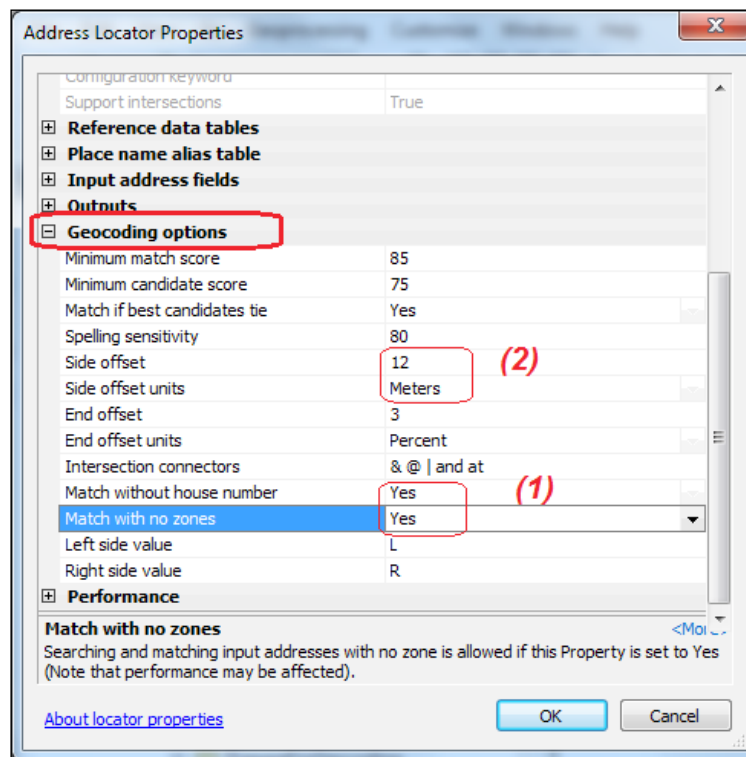 Address Locator Properties
Configuration keyword
Support intersections True
Reference data tables
Place name alias table
Input address fields
Outputs
Geocoding options
Minimum match score 85
Minimum candidate score 75
Match if best candidates tie Yes
Spelling sensitivity 80
Side offset 12 (2)
Side offset units Meters
End offset 3
End offset units Percent
Intersection connectors & @ | and at
Match without house number Yes (1)
Match with no zones Yes
Left side value L
Right side value R
Performance
Match with no zones
Searching and matching input addresses with no zone is allowed if this Property is set to Yes
(Note that performance may be affected).
About locator properties OK Cancel